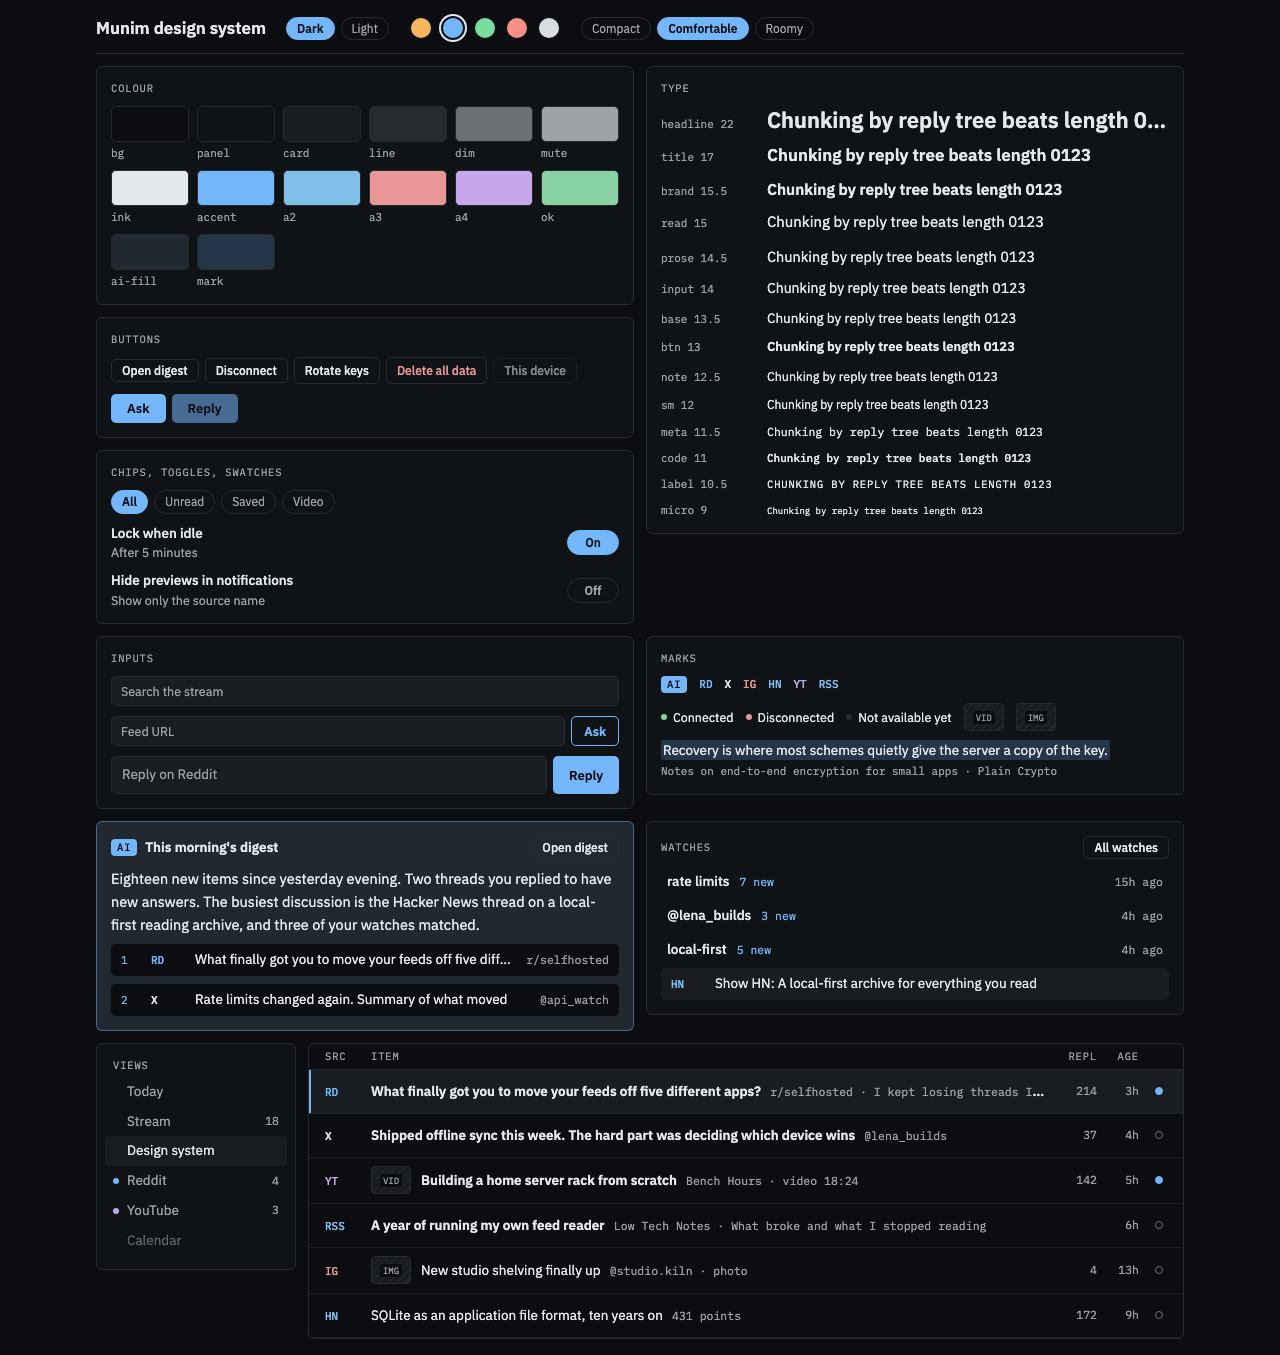 Munim design system Dark Light Compact Comfortable Roomy
COLOUR
bg panel card line dim mute
ink accent a2 a3 a4 ok
ai-fill mark
TYPE
headline 22 Chunking by reply tree beats length 0...
title 17 Chunking by reply tree beats length 0123
brand 15.5 Chunking by reply tree beats length 0123
read 15 Chunking by reply tree beats length 0123
prose 14.5 Chunking by reply tree beats length 0123
input 14 Chunking by reply tree beats length 0123
base 13.5 Chunking by reply tree beats length 0123
btn 13 Chunking by reply tree beats length 0123
note 12.5 Chunking by reply tree beats length 0123
sm 12 Chunking by reply tree beats length 0123
meta 11.5 Chunking by reply tree beats length 0123
code 11 Chunking by reply tree beats length 0123
label 10.5 CHUNKING BY REPLY TREE BEATS LENGTH 0123
micro 9 Chunking by reply tree beats length 0123
BUTTONS
Open digest Disconnect Rotate keys Delete all data This device
Ask Reply
CHIPS, TOGGLES, SWATCHES
All Unread Saved Video
Lock when idle
After 5 minutes
On
Hide previews in notifications
Show only the source name
Off
INPUTS
Search the stream
Feed URL Ask
Reply on Reddit Reply
MARKS
AI RD X IG HN YT RSS
Connected Disconnected Not available yet VID IMG
Recovery is where most schemes quietly give the server a copy of the key.
Notes on end-to-end encryption for small apps · Plain Crypto
AI This morning's digest Open digest
Eighteen new items since yesterday evening. Two threads you replied to have
new answers. The busiest discussion is the Hacker News thread on a local-
first reading archive, and three of your watches matched.
1 RD What finally got you to move your feeds off five diff... r/selfhosted
2 X Rate limits changed again. Summary of what moved @api_watch
WATCHES All watches
rate limits 7 new 15h ago
@lena_builds 3 new 4h ago
local-first 5 new 4h ago
HN Show HN: A local-first archive for everything you read
VIEWS
Today
Stream 18
Design system
Reddit 4
YouTube 3
Calendar
SRC ITEM REPL AGE
RD What finally got you to move your feeds off five different apps? r/selfhosted · I kept losing threads I... 214 3h
X Shipped offline sync this week. The hard part was deciding which device wins @lena_builds 37 4h
YT VID Building a home server rack from scratch Bench Hours · video 18:24 142 5h
RSS A year of running my own feed reader Low Tech Notes · What broke and what I stopped reading 6h
IG IMG New studio shelving finally up @studio.kiln · photo 4 13h
HN SQLite as an application file format, ten years on 431 points 172 9h